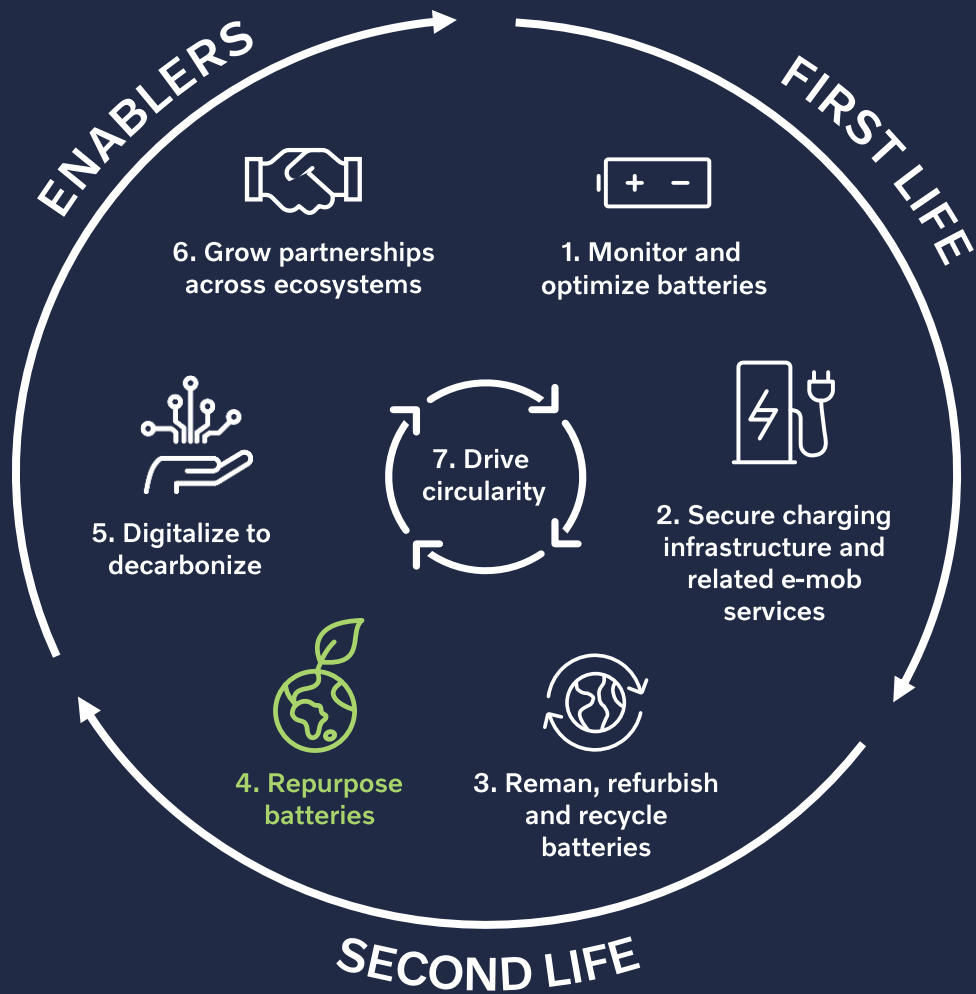 ENABLERS
FIRST LIFE
6. Grow partnerships
across ecosystems
1. Monitor and
optimize batteries
7. Drive
circularity
5. Digitalize to
decarbonize
2. Secure charging
infrastructure and
related e-mob
services
4. Repurpose
batteries
3. Reman, refurbish
and recycle
batteries
SECOND LIFE